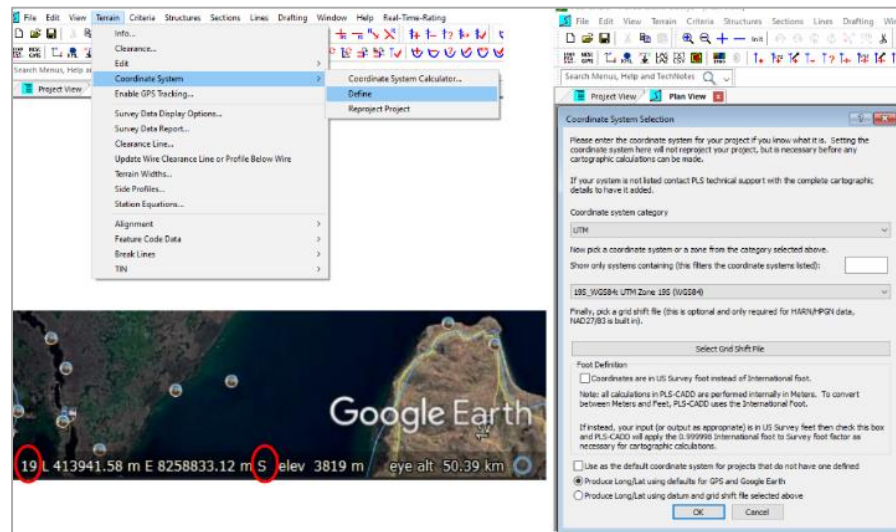 File Edit View Terrain Criteria Structures Sections Lines Drafting Window Help Real-Time-Rating
Info...
Clearance...
Edit
Coordinate System
Enable GPS Tracking...
Survey Data Display Options...
Survey Data Report...
Clearance Line...
Update Wire Clearance Line or Profile Below Wire
Terrain Widths...
Side Profiles...
Station Equations...
Alignment
Feature Code Data
Break Lines
TIN
Coordinate System Calculator...
Define
Reproject Project
Search Menus, Help
Project View
19 L 413941.58 m E 8258833.12 m S elev 3819 m eye alt 50.39 km
Google Earth
File Edit View Terrain Criteria Structures Sections Lines Drafting
Search Menus, Help and TechNotes
Project View Plan View
Coordinate System Selection
Please enter the coordinate system for your project if you know what it is. Setting the
coordinate system here will not reproject your project, but is necessary before any
cartographic calculations can be made.
If your system is not listed contact PLS technical support with the complete cartographic
details to have it added.
Coordinate system category
UTM
Now pick a coordinate system or a zone from the category selected above.
Show only systems containing (this filters the coordinate systems listed):
19S_WGS84: UTM Zone 19S (WGS84)
Finally, pick a grid shift file (this is optional and only required for HARN/HPGN data,
NAD27/83 is built in).
Select Grid Shift File
Foot Definition
Coordinates are in US Survey foot instead of International foot.
Note: all calculations in PLS-CADD are performed internally in Meters. To convert
between Meters and Feet, PLS-CADD uses the International Foot.
If instead, your input (or output as appropriate) is in US Survey feet then check this box
and PLS-CADD will apply the 0.999998 International foot to Survey foot factor as
necessary for cartographic calculations.
Use as the default coordinate system for projects that do not have one defined
Produce Long/Lat using defaults for GPS and Google Earth
Produce Long/Lat using datum and grid shift file selected above
OK Cancel